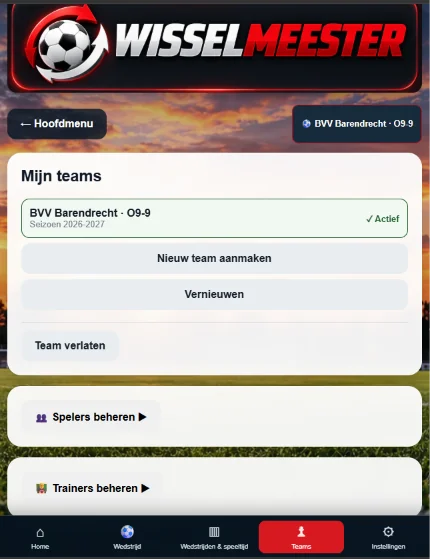 WISSELMEESTER
← Hoofdmenu
BVV Barendrecht · O9-9
Mijn teams
BVV Barendrecht · O9-9
Seizoen 2026-2027
✓ Actief
Nieuw team aanmaken
Vernieuwen
Team verlaten
Spelers beheren ▶
Trainers beheren ▶
Home
Wedstrijd
Wedstrijden & speeltijd
Teams
Instellingen